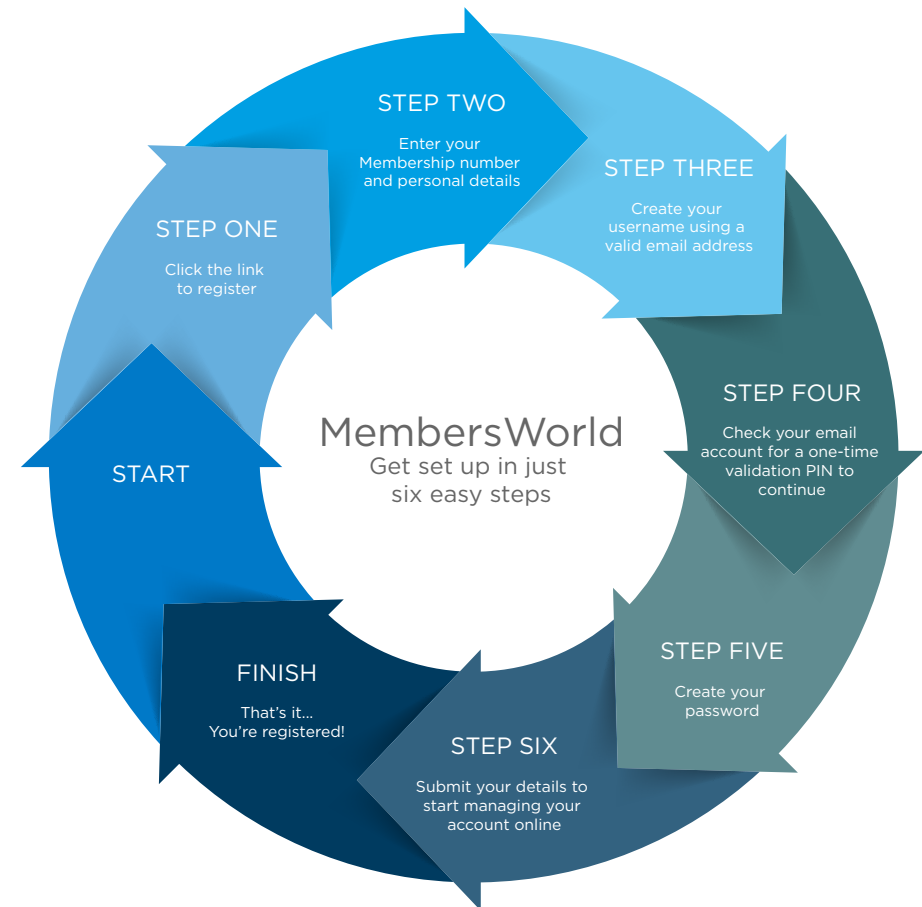 MembersWorld
Get set up in just
six easy steps
START
STEP ONE
Click the link
to register
STEP TWO
Enter your
Membership number
and personal details
STEP THREE
Create your
username using a
valid email address
STEP FOUR
Check your email
account for a one-time
validation PIN to
continue
STEP FIVE
Create your
password
STEP SIX
Submit your details to
start managing your
account online
FINISH
That’s it...
You’re registered!